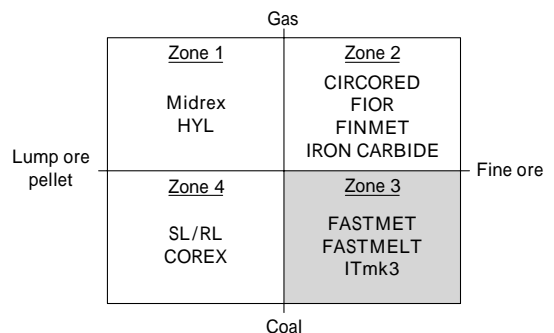 Gas
Zone 1
Midrex
HYL
Zone 2
CIRCORED
FIOR
FINMET
IRON CARBIDE
Lump ore
pellet
Fine ore
Zone 4
SL/RL
COREX
Zone 3
FASTMET
FASTMELT
ITmk3
Coal